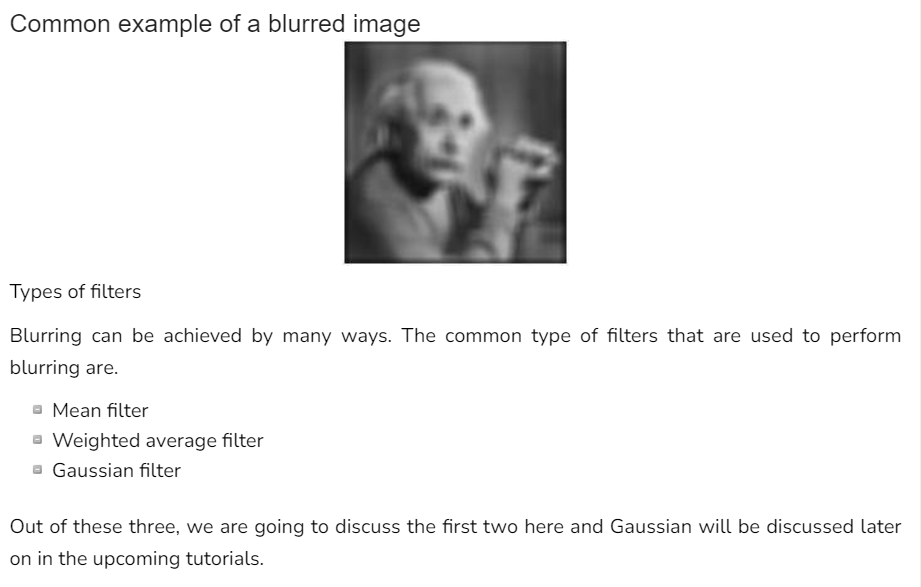 Common example of a blurred image
Types of filters
Blurring can be achieved by many ways. The common type of filters that are used to perform
blurring are.
Mean filter
Weighted average filter
Gaussian filter
Out of these three, we are going to discuss the first two here and Gaussian will be discussed later
on in the upcoming tutorials.